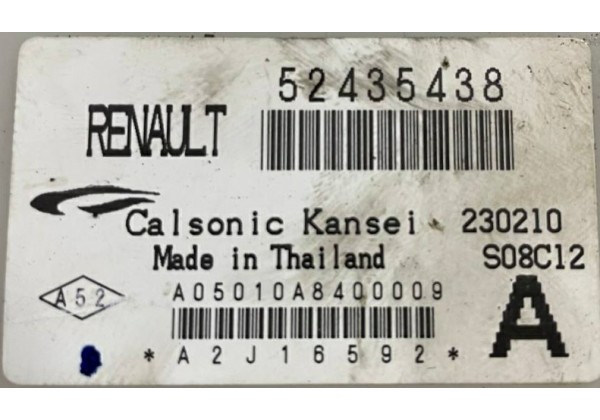 52435438
RENAULT
Calsonic Kansei 230210
Made in Thailand S08C12
A52 A05010A8400009
A
*A2J16592*